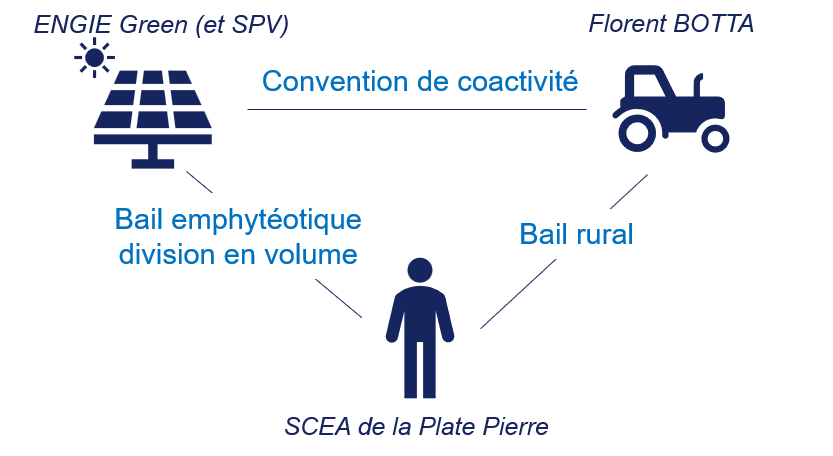 ENGIE Green (et SPV)
Florent BOTTA
Convention de coactivité
Bail emphytéotique
division en volume
Bail rural
SCEA de la Plate Pierre